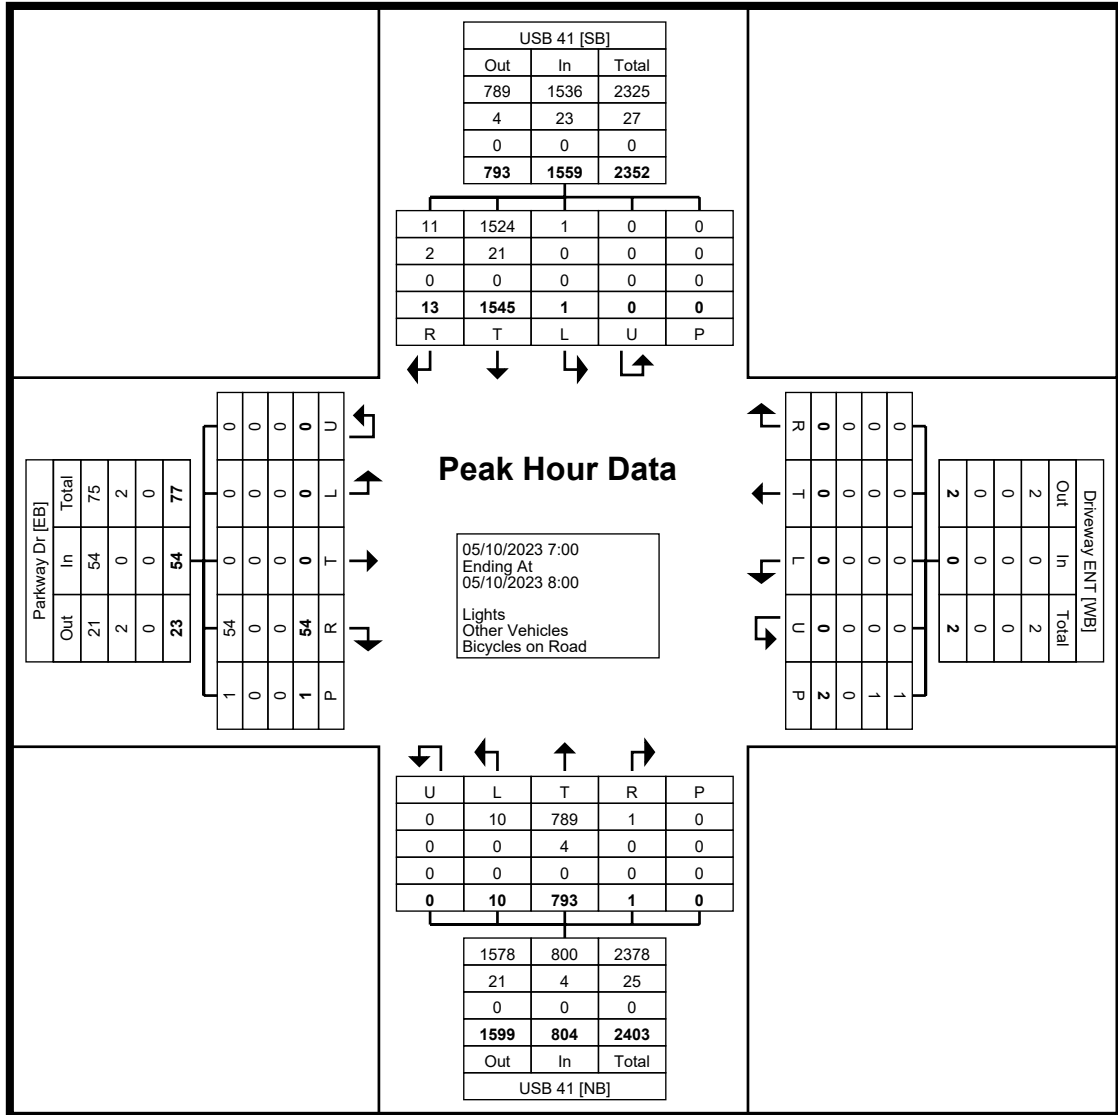 USB 41 [SB]
Out In Total
789 1536 2325
4 23 27
0 0 0
793 1559 2352
11 1524 1 0 0
2 21 0 0 0
0 0 0 0 0
13 1545 1 0 0
R T L U P
Parkway Dr [EB]
Total 75 2 0 77
In 54 0 0 54
Out 21 2 0 23
0 0 0 0 U
0 0 0 0 L
0 0 0 0 T
54 0 0 54 R
1 0 0 1 P
Peak Hour Data
05/10/2023 7:00
Ending At
05/10/2023 8:00
Lights
Other Vehicles
Bicycles on Road
R 0 0 0 0
T 0 0 0 0
L 0 0 0 0
U 0 0 0 0
P 2 0 1 1
2 0 0 2 Out
0 0 0 0 In
2 0 0 2 Total
Driveway ENT [WB]
U L T R P
0 10 789 1 0
0 0 4 0 0
0 0 0 0 0
0 10 793 1 0
1578 800 2378
21 4 25
0 0 0
1599 804 2403
Out In Total
USB 41 [NB]